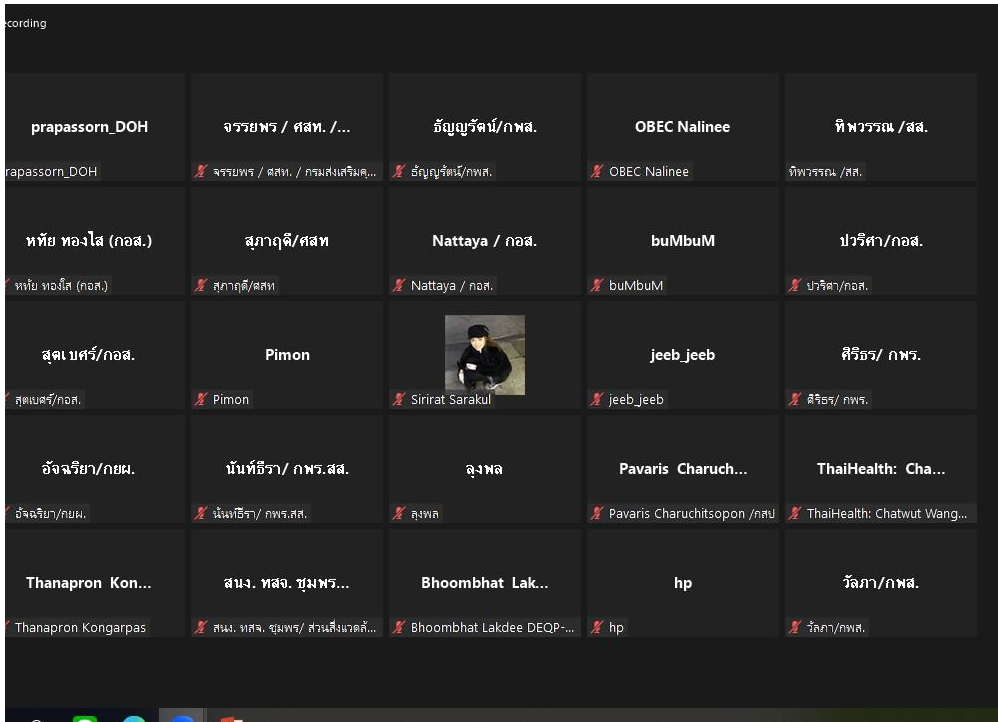 ecording
prapassorn_DOH
rapassorn_DOH
จรรยพร / ศสท. /...
จรรยพร / ศสท. / กรมส่งเสริมคุ...
ธัญญรัตน์/กพส.
ธัญญรัตน์/กพส.
OBEC Nalinee
OBEC Nalinee
ทิพวรรณ /สส.
ทิพวรรณ /สส.
หทัย ทองใส (กอส.)
หทัย ทองใส (กอส.)
สุภาฤดี/ศสท
สุภาฤดี/ศสท
Nattaya / กอส.
Nattaya / กอส.
buMbuM
buMbuM
ปวริศา/กอส.
ปวริศา/กอส.
สุตเบศร์/กอส.
สุตเบศร์/กอส.
Pimon
Pimon
Sirirat Sarakul
jeeb_jeeb
jeeb_jeeb
ศิริธร/ กพร.
ศิริธร/ กพร.
อัจฉริยา/กยผ.
อัจฉริยา/กยผ.
นันท์ธีรา/ กพร.สส.
นันท์ธีรา/ กพร.สส.
ลุงพล
ลุงพล
Pavaris Charuch...
Pavaris Charuchitsopon /กสป
ThaiHealth: Cha...
ThaiHealth: Chatwut Wang...
Thanapron Kon...
Thanapron Kongarpas
สนง. ทสจ. ชุมพร...
สนง. ทสจ. ชุมพร/ ส่วนสิ่งแวดล้...
Bhoombhat Lak...
Bhoombhat Lakdee DEQP-...
hp
hp
วัลภา/กพส.
วัลภา/กพส.